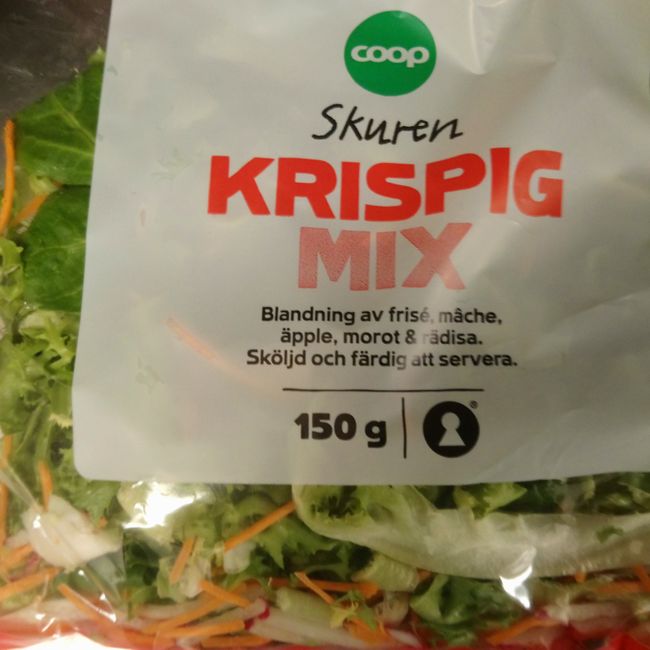 coop
Skuren
KRISPIG
MIX
Blandning av frisé, mâche,
äpple, morot & rädisa.
Sköljd och färdig att servera.
150 g
®